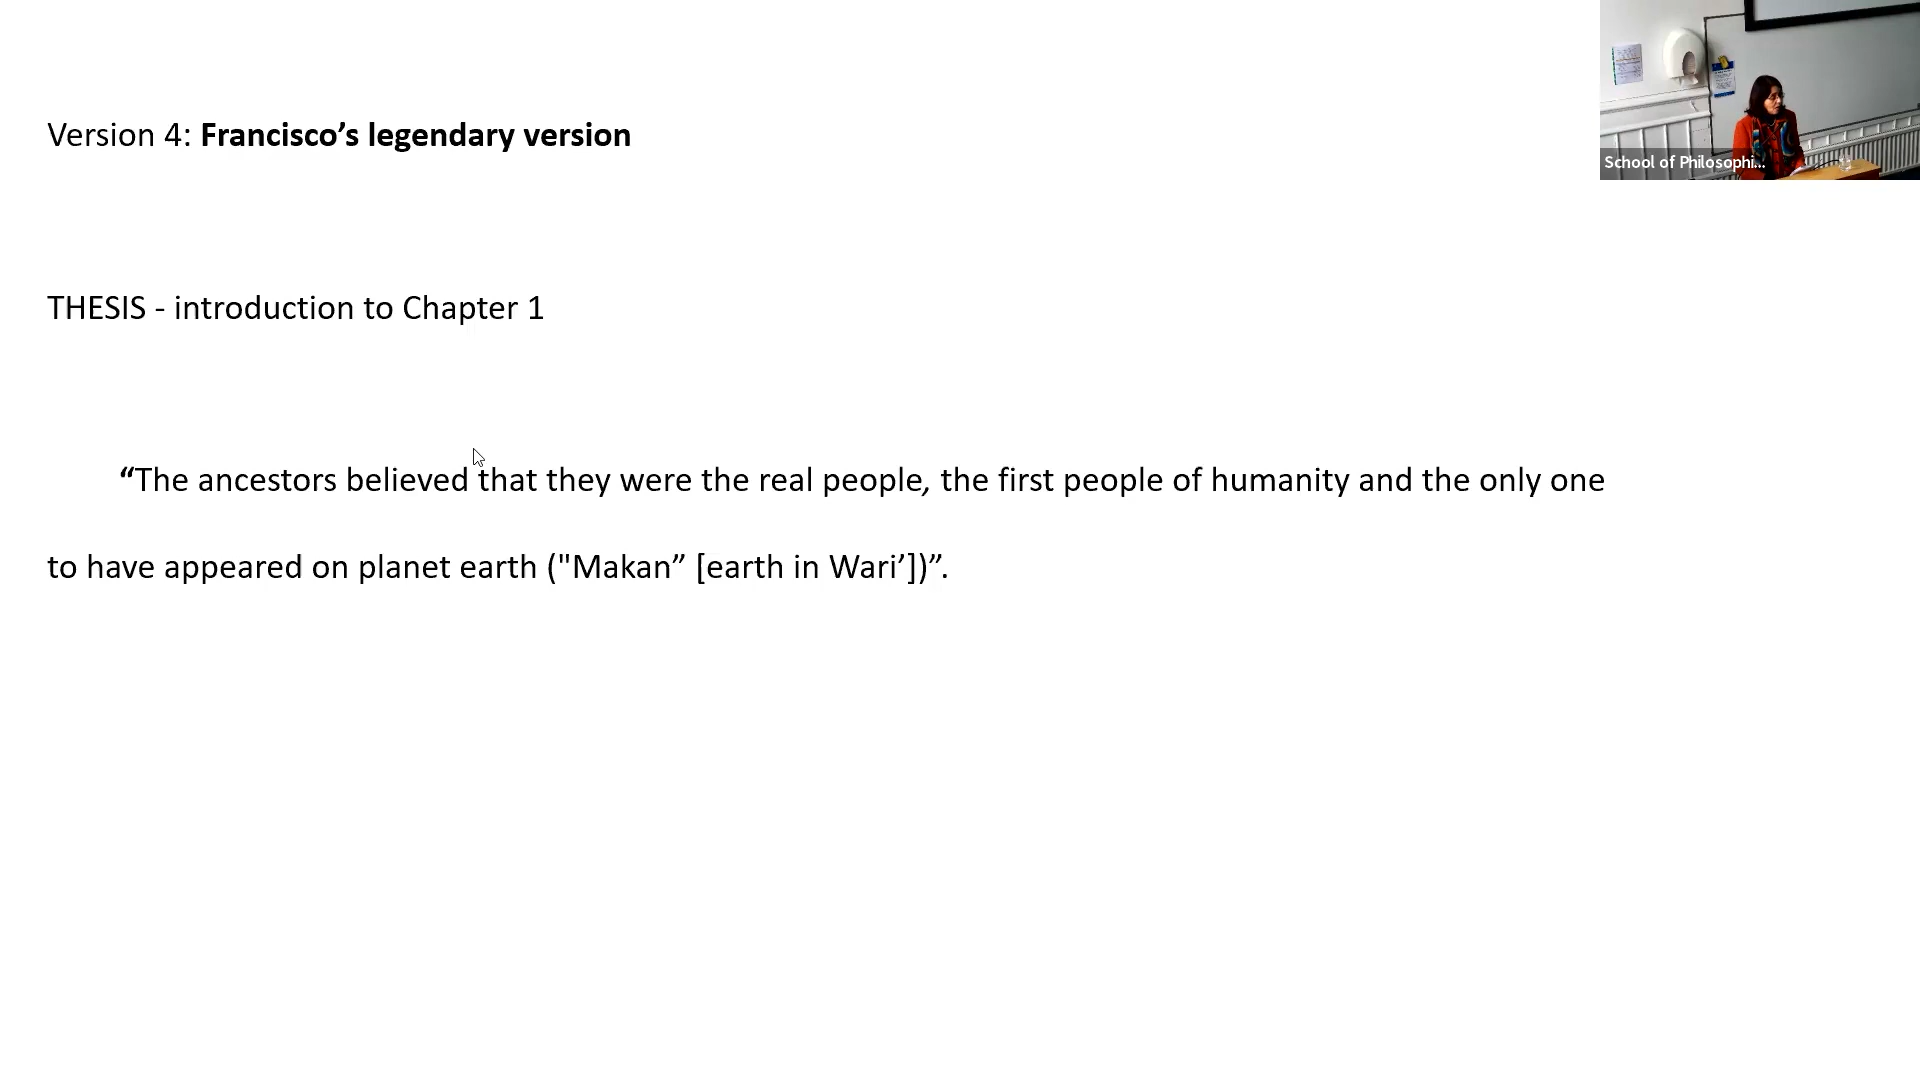 Version 4: Francisco’s legendary version
School of Philosophi...
THESIS - introduction to Chapter 1
“The ancestors believed that they were the real people, the first people of humanity and the only one
to have appeared on planet earth ("Makan” [earth in Wari’])”.